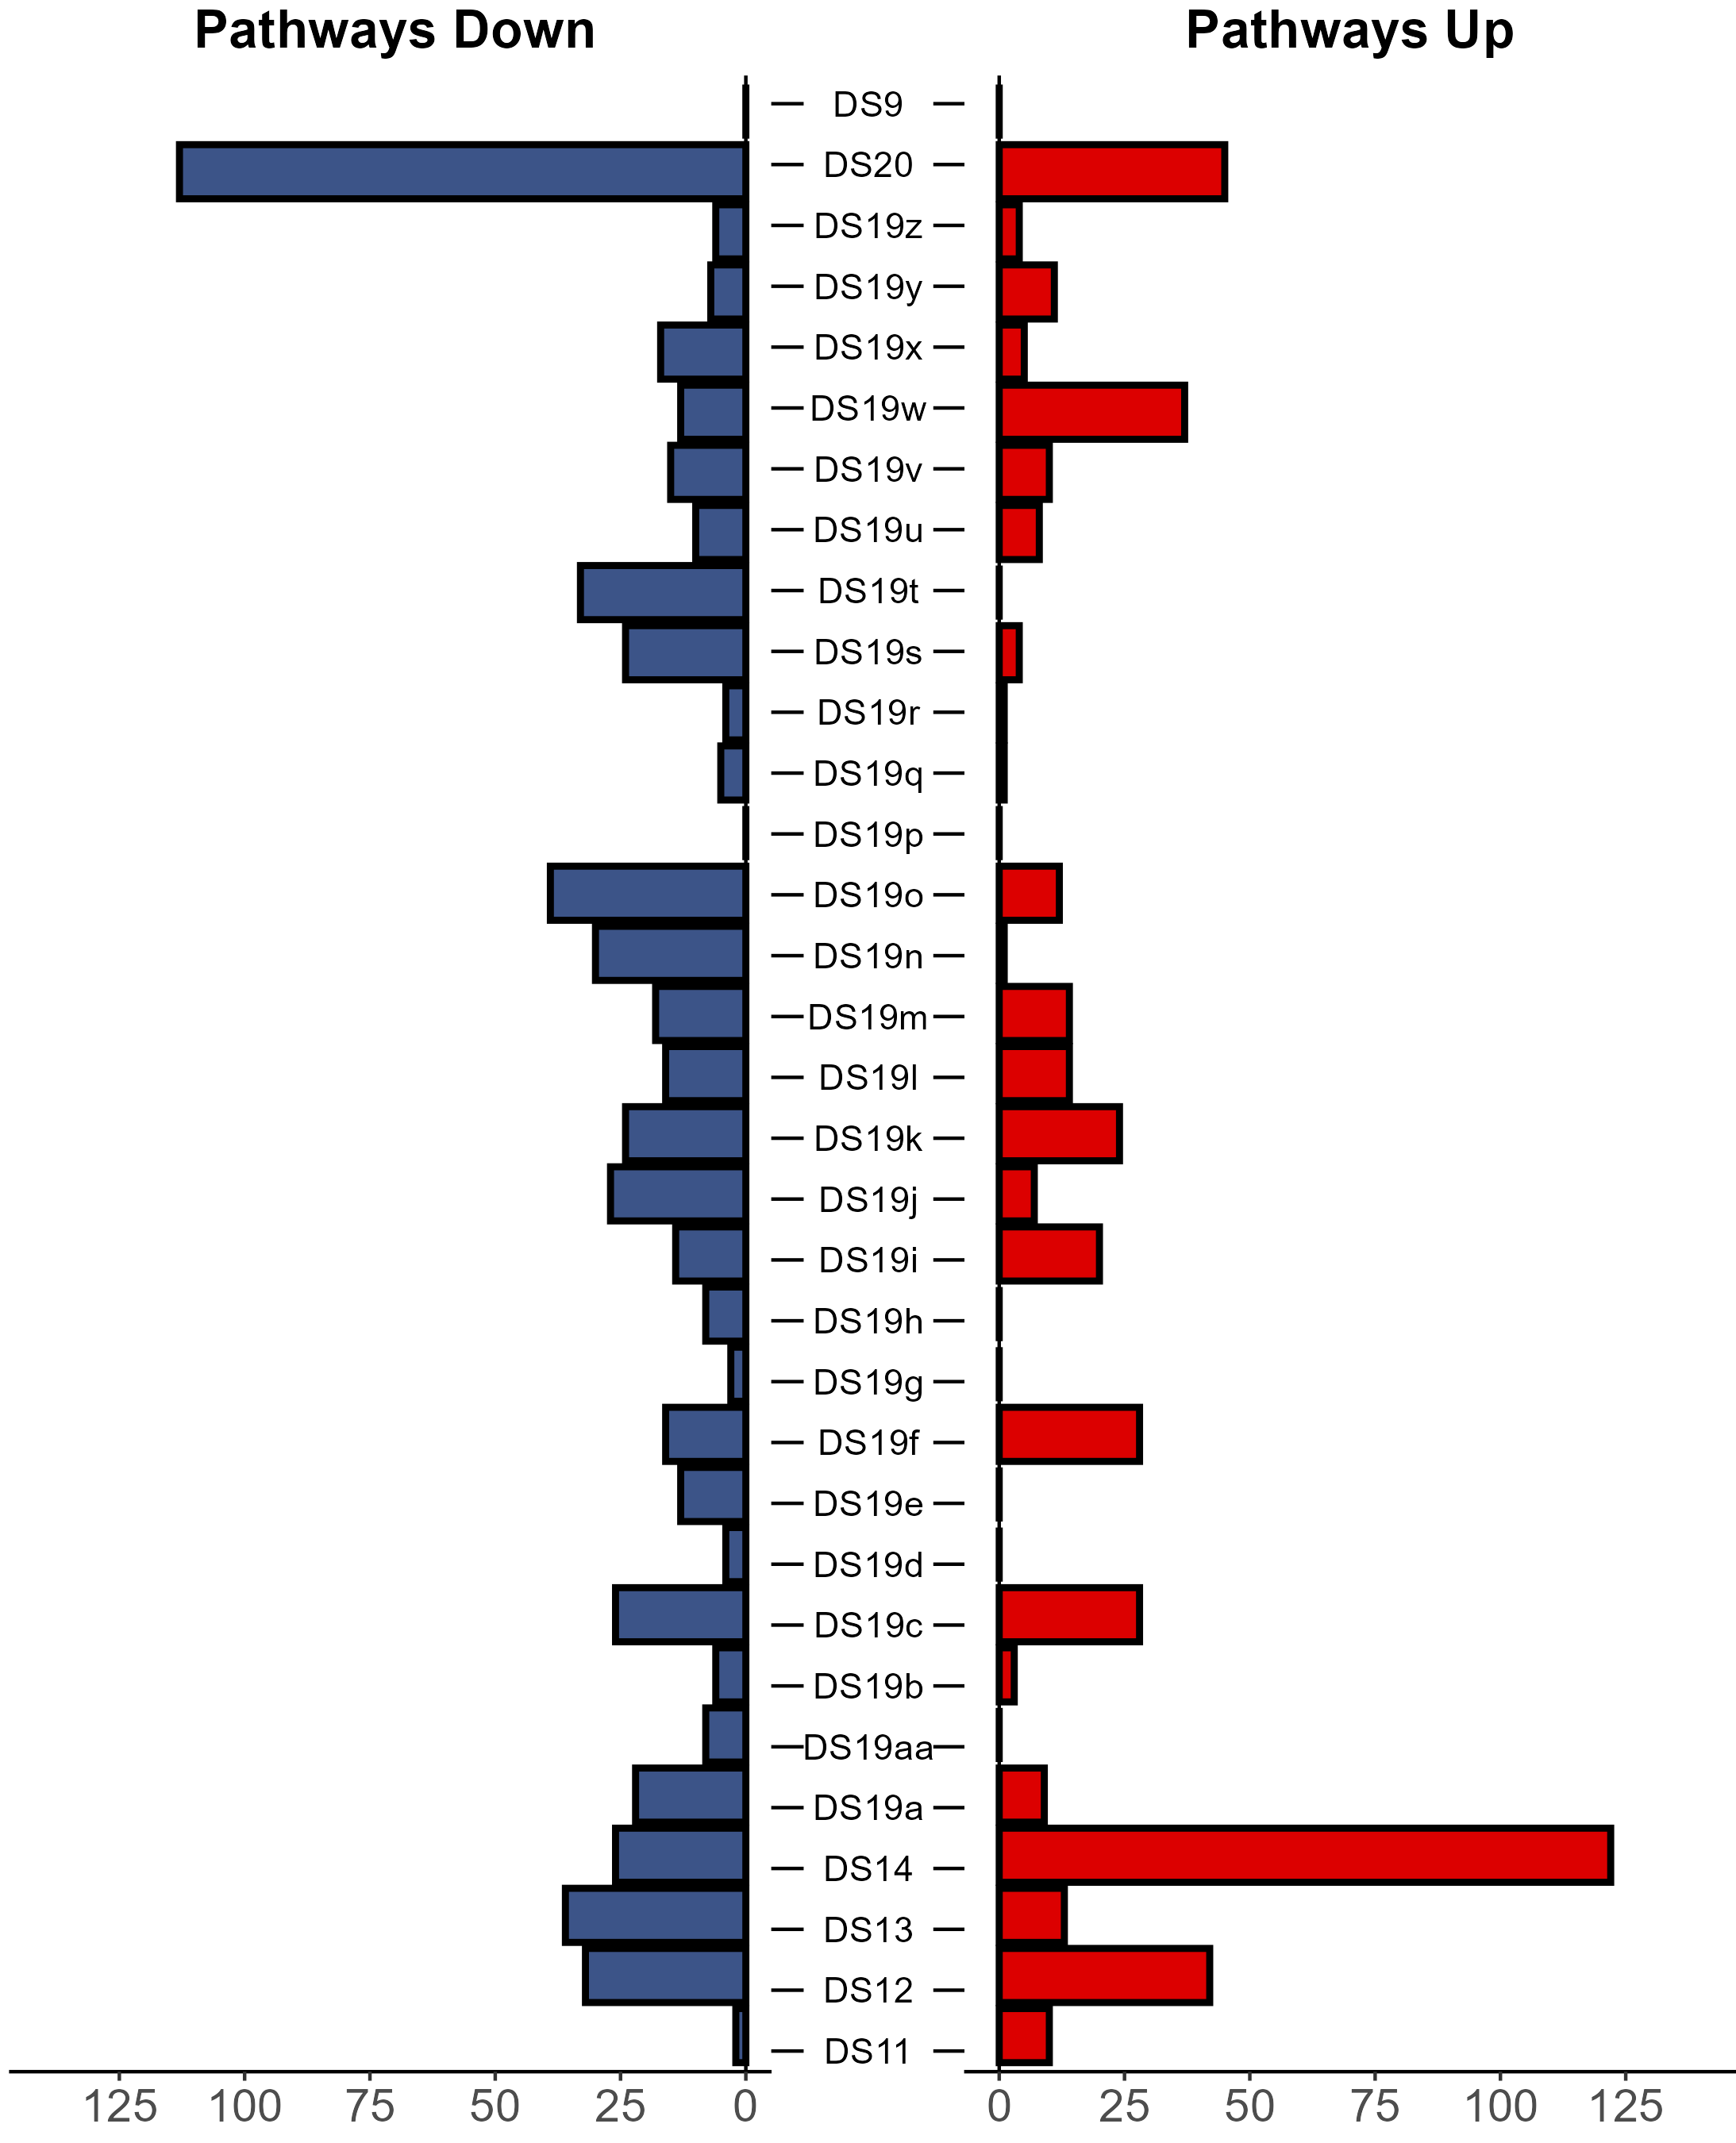 Pathways Down
Pathways Up
DS9
DS20
DS19z
DS19y
DS19x
DS19w
DS19v
DS19u
DS19t
DS19s
DS19r
DS19q
DS19p
DS19o
DS19n
DS19m
DS19l
DS19k
DS19j
DS19i
DS19h
DS19g
DS19f
DS19e
DS19d
DS19c
DS19b
DS19aa
DS19a
DS14
DS13
DS12
DS11
125 100 75 50 25 0
0 25 50 75 100 125